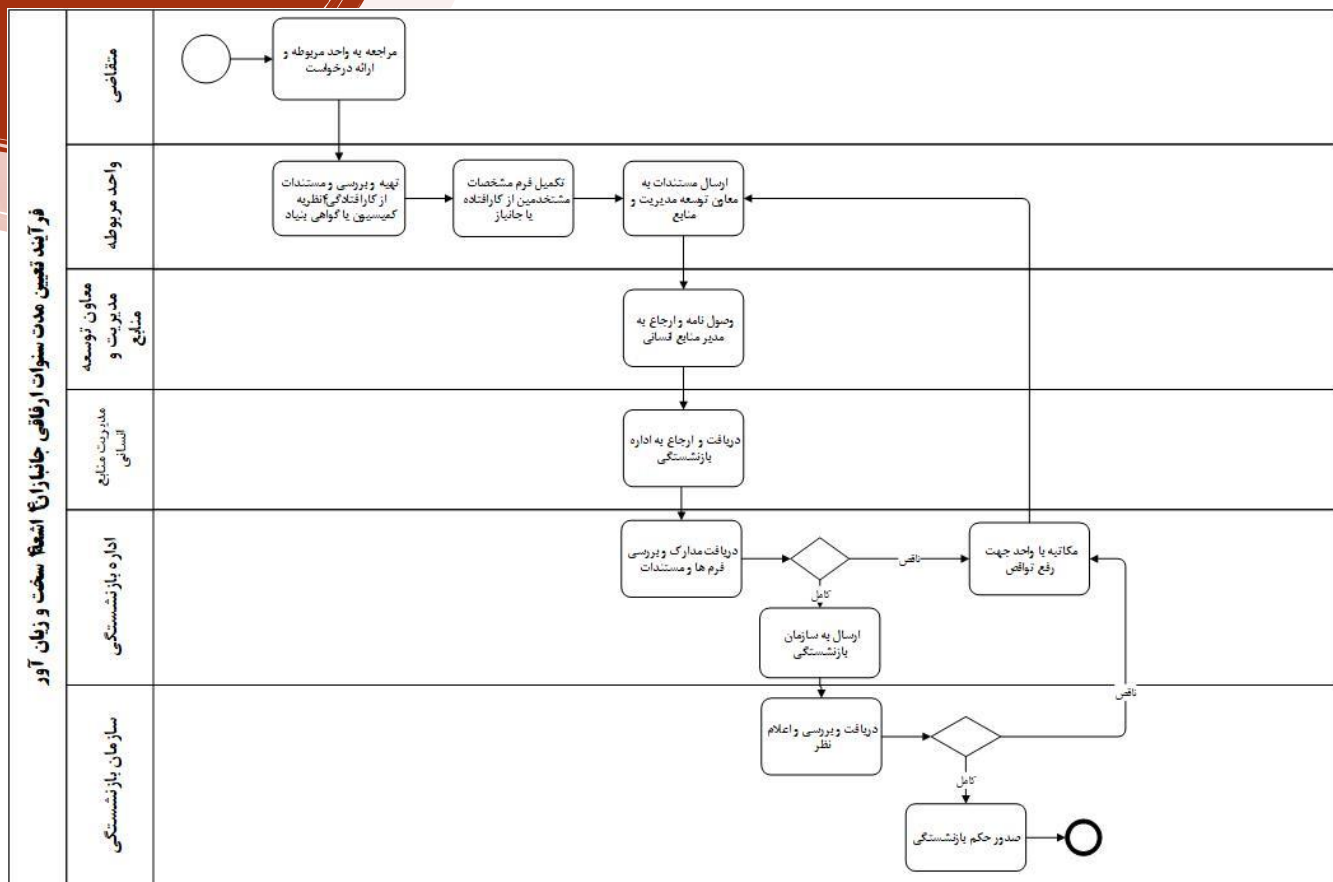 فرآیند تعیین مدت سنوات ارفاقی جانبازان، اشعه، سخت و زیان آور
متقاضی
مراجعه به واحد مربوطه و
ارائه درخواست
واحد مربوطه
تهیه و بررسی و مستندات
از کارافتادگی،نظریه
کمیسیون یا گواهی بنیاد
تکمیل فرم مشخصات
مشتخدمین از کارافتاده
یا جانباز
ارسال مستندات به
معاون توسعه مدیریت و
منابع
معاون توسعه
مدیریت و
منابع
وصول نامه و ارجاع به
مدیر منابع انسانی
مدیریت منابع
انسانی
دریافت و ارجاع به اداره
بازنشستگی
اداره بازنشستگی
دریافت مدارک و بررسی
فرم ها و مستندات
ناقص
کامل
مکاتبه با واحد جهت
رفع نواقص
ارسال به سازمان
بازنشستگی
سازمان بازنشستگی
دریافت و بررسی و اعلام
نظر
ناقص
کامل
صدور حکم بازنشستگی